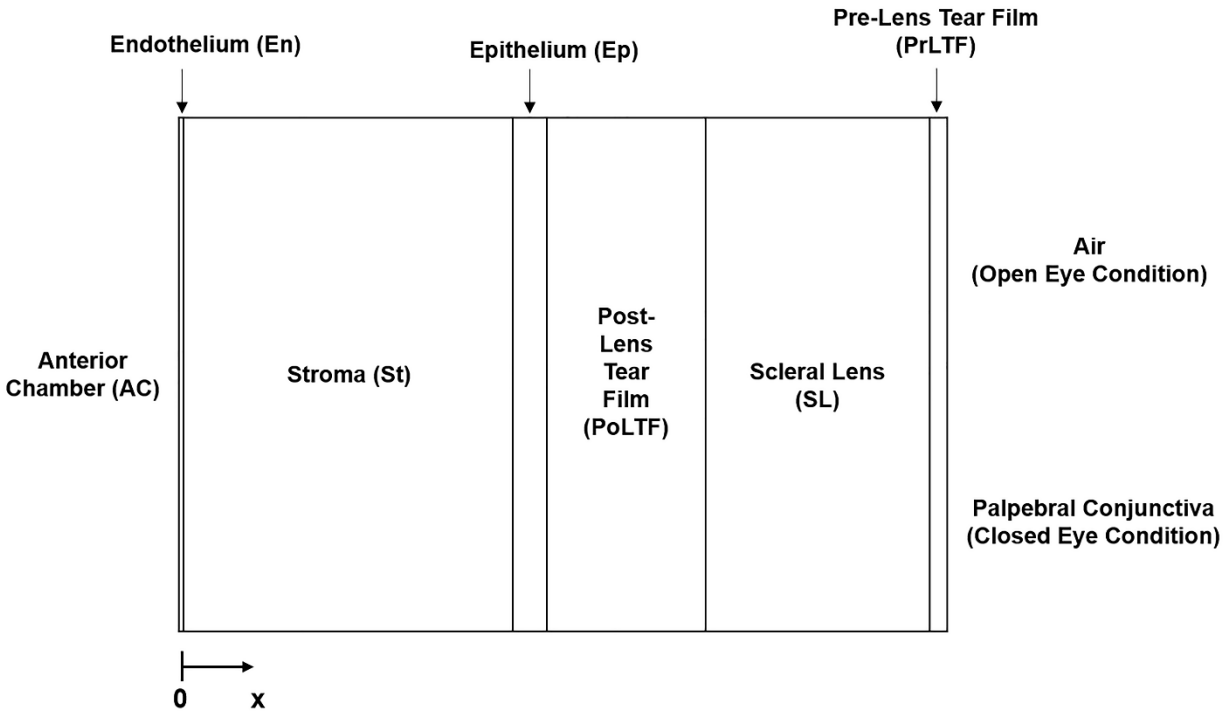 Pre-Lens Tear Film
(PrLTF)
Endothelium (En)
Epithelium (Ep)
Anterior
Chamber (AC)
Stroma (St)
Post-
Lens
Tear
Film
(PoLTF)
Scleral Lens
(SL)
Air
(Open Eye Condition)
Palpebral Conjunctiva
(Closed Eye Condition)
0
x